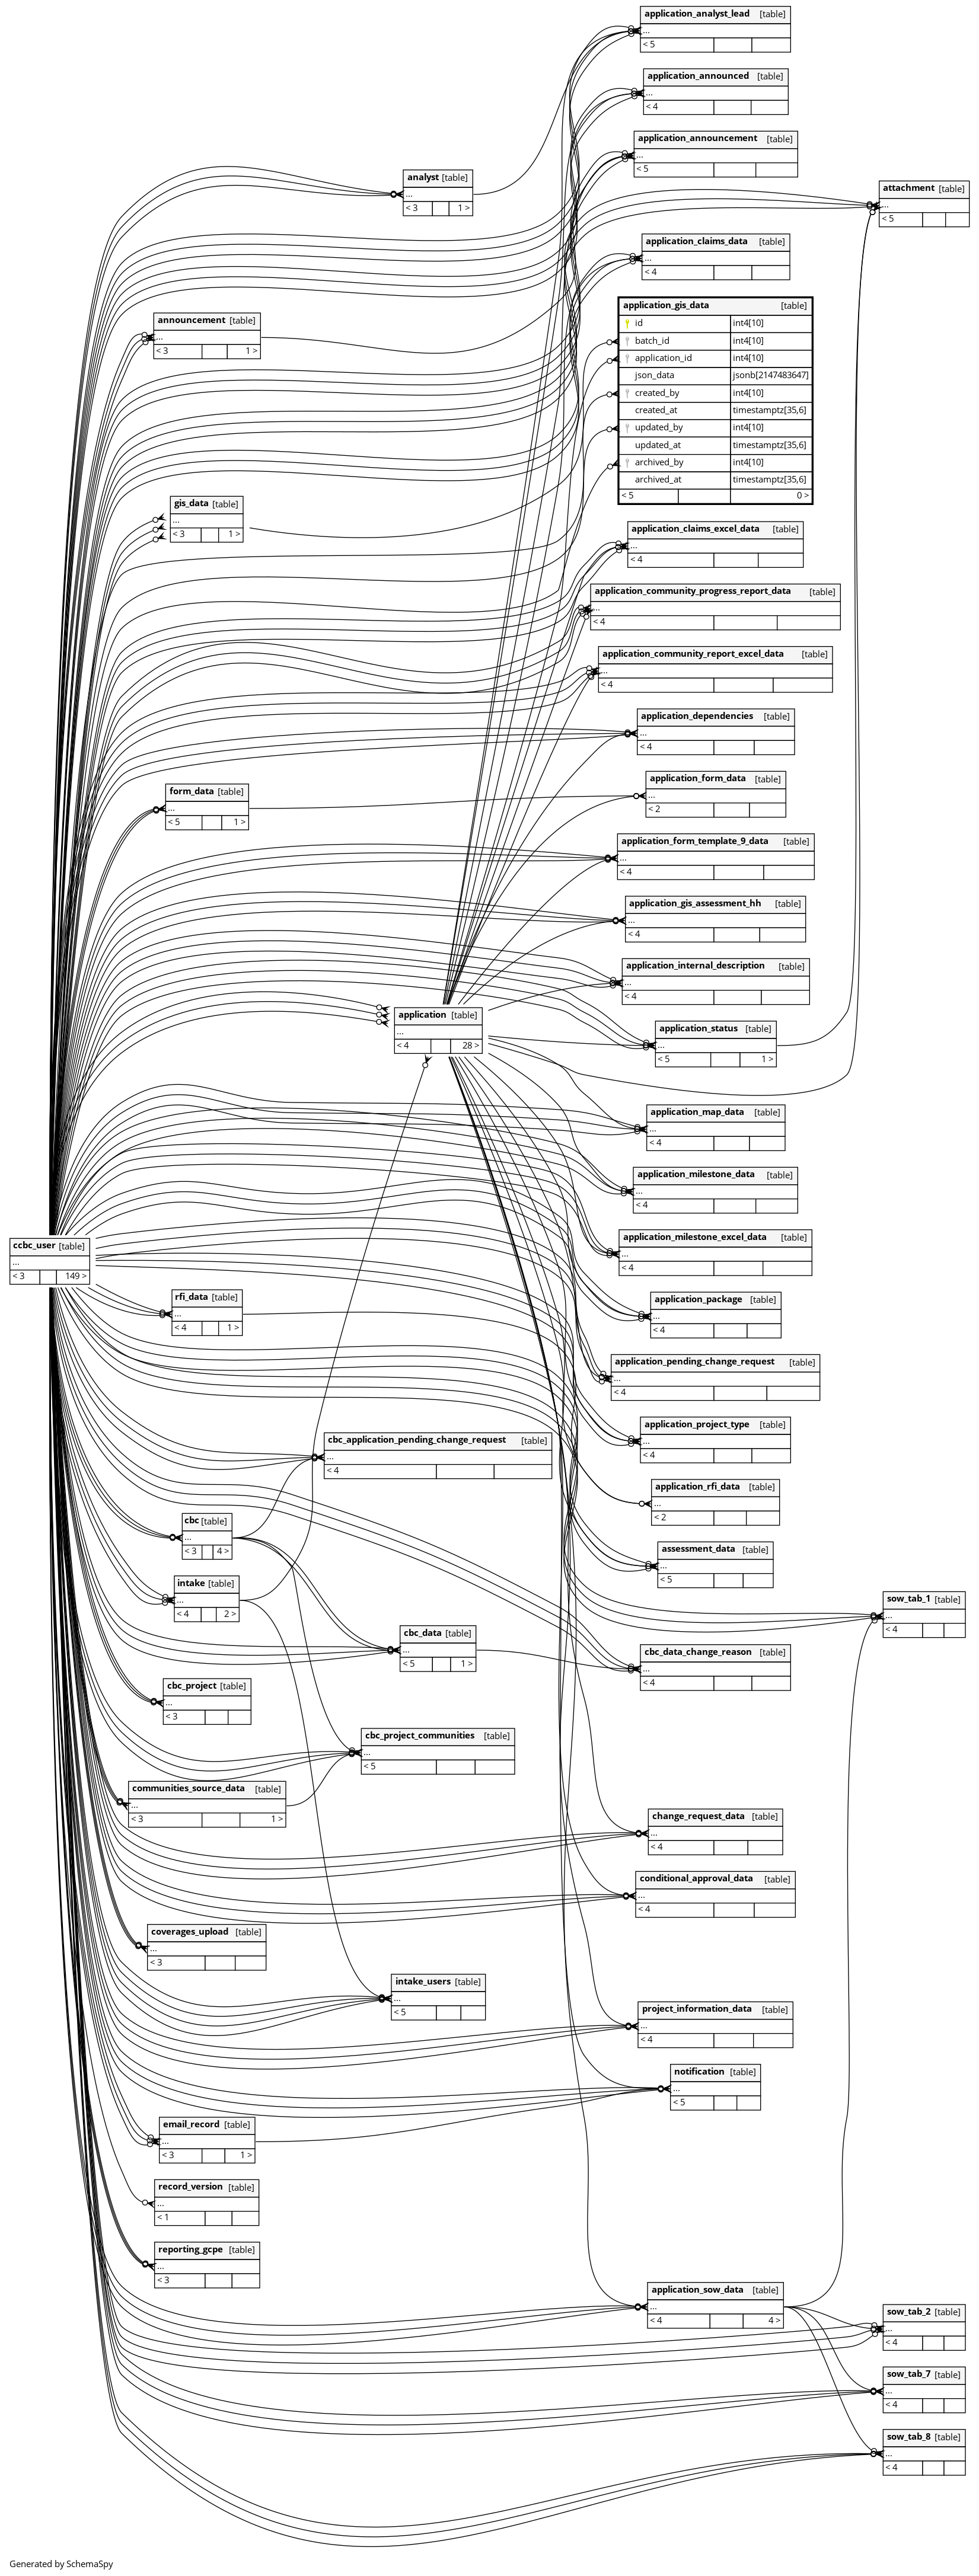 application_analyst_lead [table]
...
< 5
application_announced [table]
...
< 4
application_announcement [table]
...
< 5
analyst [table]
...
< 3 1 >
attachment [table]
...
< 5
application_claims_data [table]
...
< 4
application_gis_data [table]
id int4[10]
batch_id int4[10]
application_id int4[10]
json_data jsonb[2147483647]
created_by int4[10]
created_at timestamptz[35,6]
updated_by int4[10]
updated_at timestamptz[35,6]
archived_by int4[10]
archived_at timestamptz[35,6]
< 5 0 >
announcement [table]
...
< 3 1 >
gis_data [table]
...
< 3 1 >
application_claims_excel_data [table]
...
< 4
application_community_progress_report_data [table]
...
< 4
application_community_report_excel_data [table]
...
< 4
application_dependencies [table]
...
< 4
application_form_data [table]
...
< 2
form_data [table]
...
< 5 1 >
application_form_template_9_data [table]
...
< 4
application_gis_assessment_hh [table]
...
< 4
application_internal_description [table]
...
< 4
application [table]
...
< 4 28 >
application_status [table]
...
< 5 1 >
application_map_data [table]
...
< 4
application_milestone_data [table]
...
< 4
application_milestone_excel_data [table]
...
< 4
ccbc_user [table]
...
< 3 149 >
rfi_data [table]
...
< 4 1 >
application_package [table]
...
< 4
application_pending_change_request [table]
...
< 4
application_project_type [table]
...
< 4
cbc_application_pending_change_request [table]
...
< 4
application_rfi_data [table]
...
< 2
cbc [table]
...
< 3 4 >
assessment_data [table]
...
< 5
intake [table]
...
< 4 2 >
sow_tab_1 [table]
...
< 4
cbc_data [table]
...
< 5 1 >
cbc_data_change_reason [table]
...
< 4
cbc_project [table]
...
< 3
cbc_project_communities [table]
...
< 5
communities_source_data [table]
...
< 3 1 >
change_request_data [table]
...
< 4
conditional_approval_data [table]
...
< 4
coverages_upload [table]
...
< 3
intake_users [table]
...
< 5
project_information_data [table]
...
< 4
notification [table]
...
< 5
email_record [table]
...
< 3 1 >
record_version [table]
...
< 1
reporting_gcpe [table]
...
< 3
application_sow_data [table]
...
< 4 4 >
sow_tab_2 [table]
...
< 4
sow_tab_7 [table]
...
< 4
sow_tab_8 [table]
...
< 4
Generated by SchemaSpy